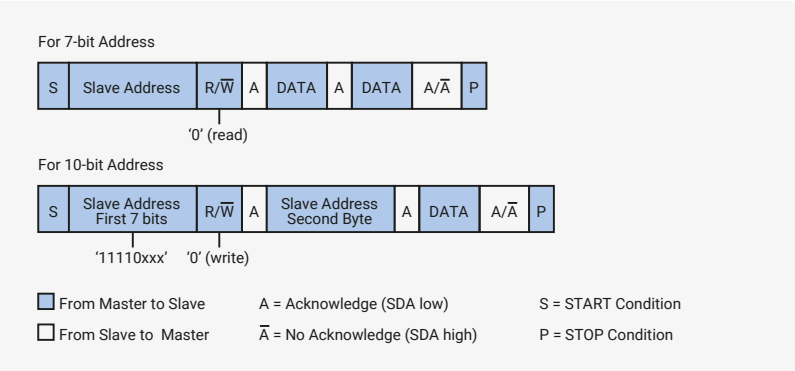 For 7-bit Address
S Slave Address R/W̅ A DATA A DATA A/A̅ P
‘0’ (read)
For 10-bit Address
S Slave Address First 7 bits R/W̅ A Slave Address Second Byte A DATA A/A̅ P
‘11110xxx’ ‘0’ (write)
From Master to Slave A = Acknowledge (SDA low) S = START Condition
From Slave to Master A̅ = No Acknowledge (SDA high) P = STOP Condition